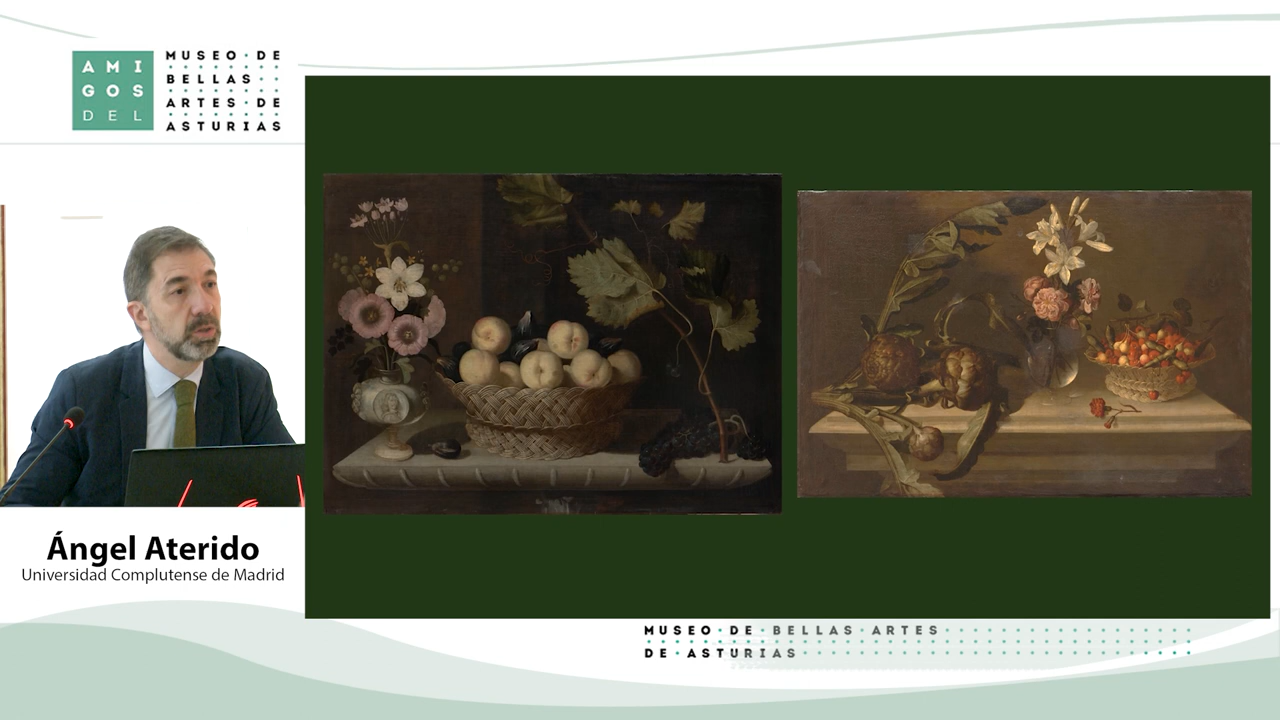 AMI
GOS
DEL
MUSEO DE
BELLAS
ARTES DE
ASTURIAS
Ángel Aterido
Universidad Complutense de Madrid
MUSEO DE BELLAS ARTES
DE ASTURIAS